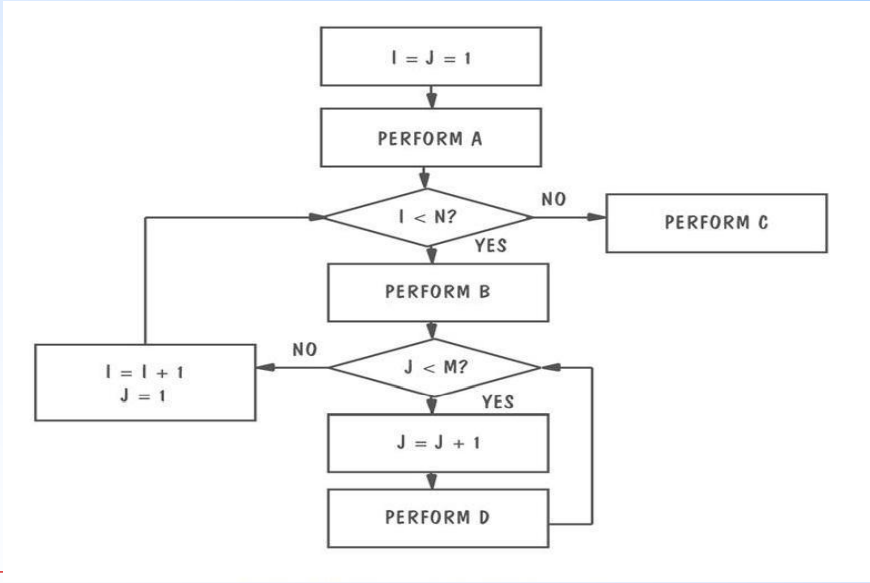 I = J = 1
PERFORM A
I < N?
NO
PERFORM C
YES
PERFORM B
J < M?
NO
I = I + 1
J = 1
YES
J = J + 1
PERFORM D